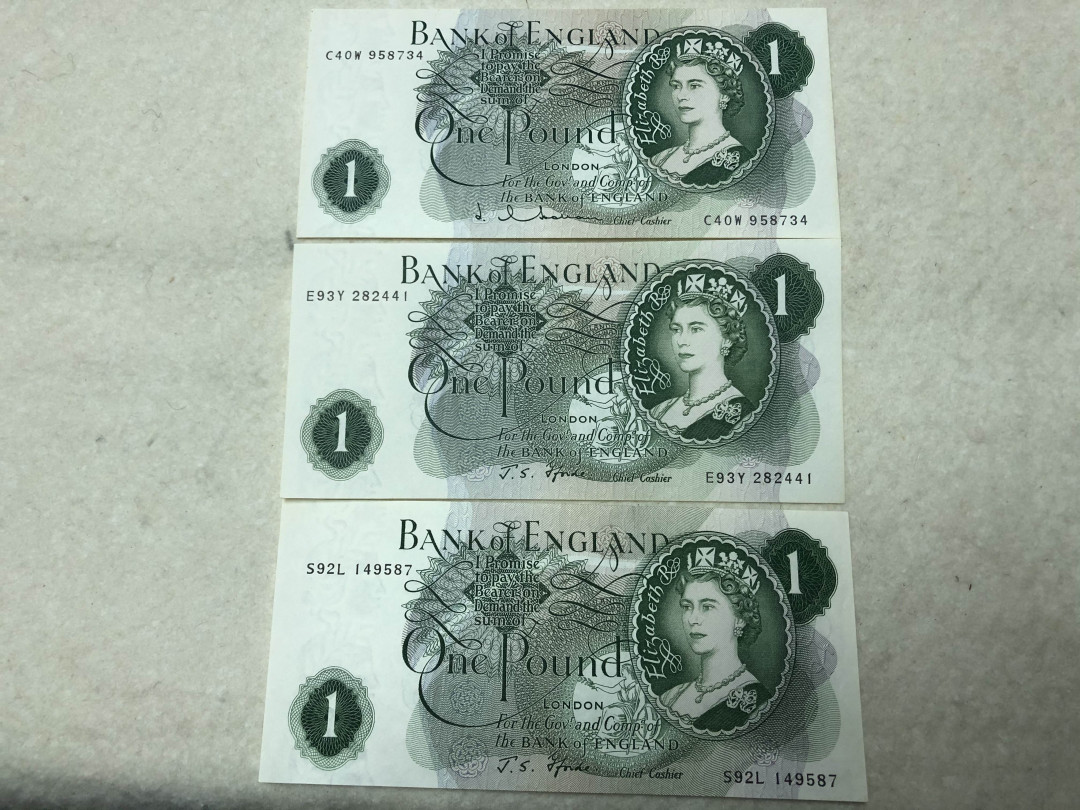 BANK of ENGLAND
C40W 958734
I Promise
to pay the
Bearer on
Demand the
sum of
One Pound
LONDON
For the Govr. and Compa. of
the BANK of ENGLAND
Chief Cashier
C40W 958734
1
1
Elizabeth R
BANK of ENGLAND
E93Y 282441
I Promise
to pay the
Bearer on
Demand the
sum of
One Pound
LONDON
For the Govr. and Compa. of
the BANK of ENGLAND
J. S. Fforde Chief Cashier
E93Y 282441
1
1
Elizabeth R
BANK of ENGLAND
S92L 149587
I Promise
to pay the
Bearer on
Demand the
sum of
One Pound
LONDON
For the Govr. and Compa. of
the BANK of ENGLAND
J. S. Fforde Chief Cashier
S92L 149587
1
1
Elizabeth R